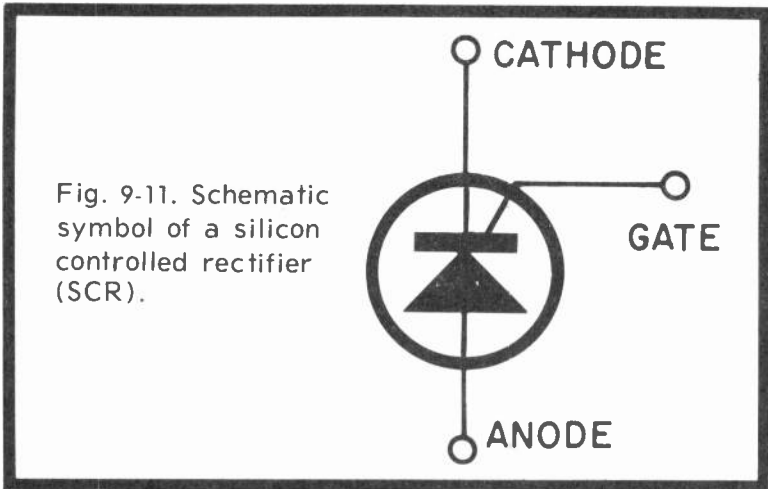 CATHODE
Fig. 9-11. Schematic
symbol of a silicon
controlled rectifier
(SCR).
GATE
ANODE